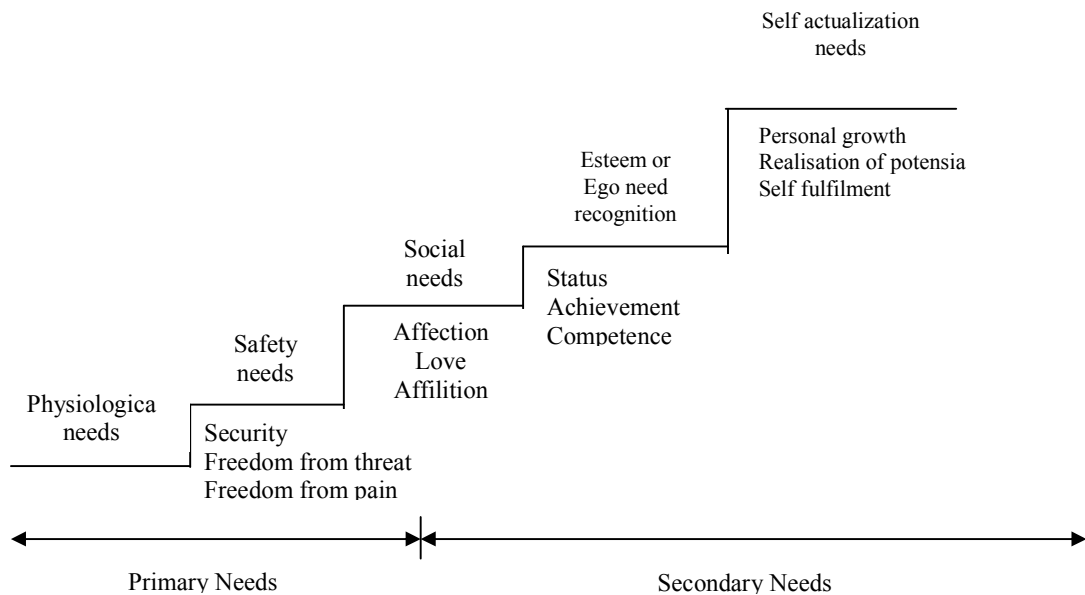 Self actualization
needs
Personal growth
Realisation of potensia
Self fulfilment
Esteem or
Ego need
recognition
Status
Achievement
Competence
Social
needs
Affection
Love
Affilition
Safety
needs
Security
Freedom from threat
Freedom from pain
Physiologica
needs
Primary Needs
Secondary Needs